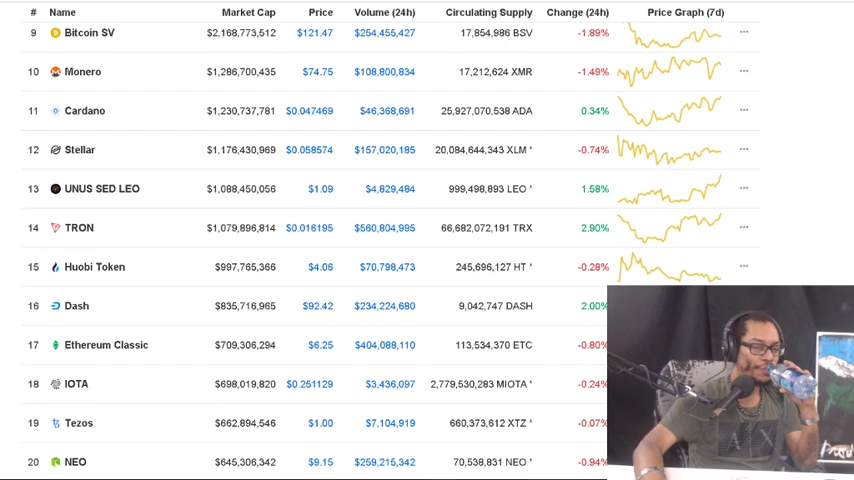 # Name Market Cap Price Volume (24h) Circulating Supply Change (24h) Price Graph (7d)
9 Bitcoin SV $2,168,773,512 $121.47 $254,455,427 17,854,986 BSV -1.89%
10 Monero $1,286,700,435 $74.75 $108,800,834 17,212,624 XMR -1.49%
11 Cardano $1,230,737,781 $0.047469 $46,368,691 25,927,070,538 ADA 0.34%
12 Stellar $1,176,430,969 $0.058574 $157,020,185 20,084,644,343 XLM * -0.74%
13 UNUS SED LEO $1,088,450,056 $1.09 $4,829,484 999,498,893 LEO * 1.58%
14 TRON $1,079,896,814 $0.016195 $560,804,995 66,682,072,191 TRX 2.90%
15 Huobi Token $997,765,366 $4.06 $70,798,473 245,696,127 HT * -0.28%
16 Dash $835,716,965 $92.42 $234,224,680 9,042,747 DASH 2.00%
17 Ethereum Classic $709,306,294 $6.25 $404,088,110 113,534,370 ETC -0.80%
18 IOTA $698,019,820 $0.251129 $3,436,097 2,779,530,283 MIOTA * -0.24%
19 Tezos $662,894,546 $1.00 $7,104,919 660,373,612 XTZ * -0.07%
20 NEO $645,306,342 $9.15 $259,215,342 70,538,831 NEO * -0.94%